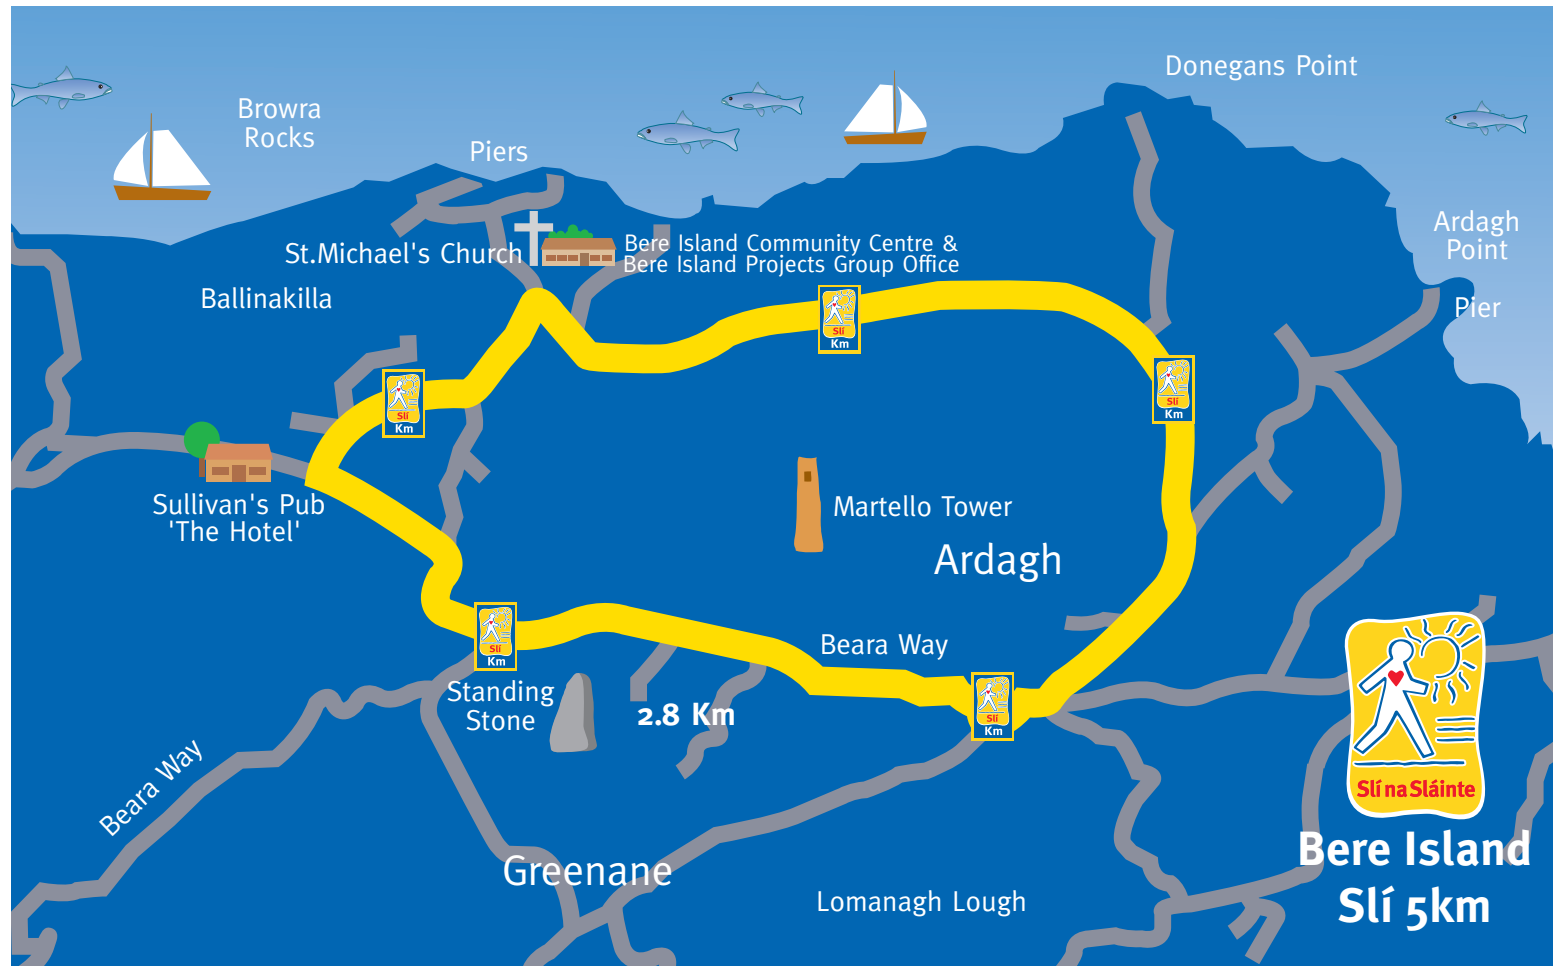 Donegans Point
Browra
Rocks
Piers
Ardagh
Point
St.Michael's Church
Bere Island Community Centre &
Bere Island Projects Group Office
Ballinakilla
Pier
Slí
Km
Slí
Km
Slí
Km
Sullivan's Pub
'The Hotel'
Martello Tower
Ardagh
Slí
Km
Beara Way
Standing
Stone
2.8 Km
Slí
Km
Beara Way
Slí na Sláinte
Bere Island
Slí 5km
Greenane
Lomanagh Lough